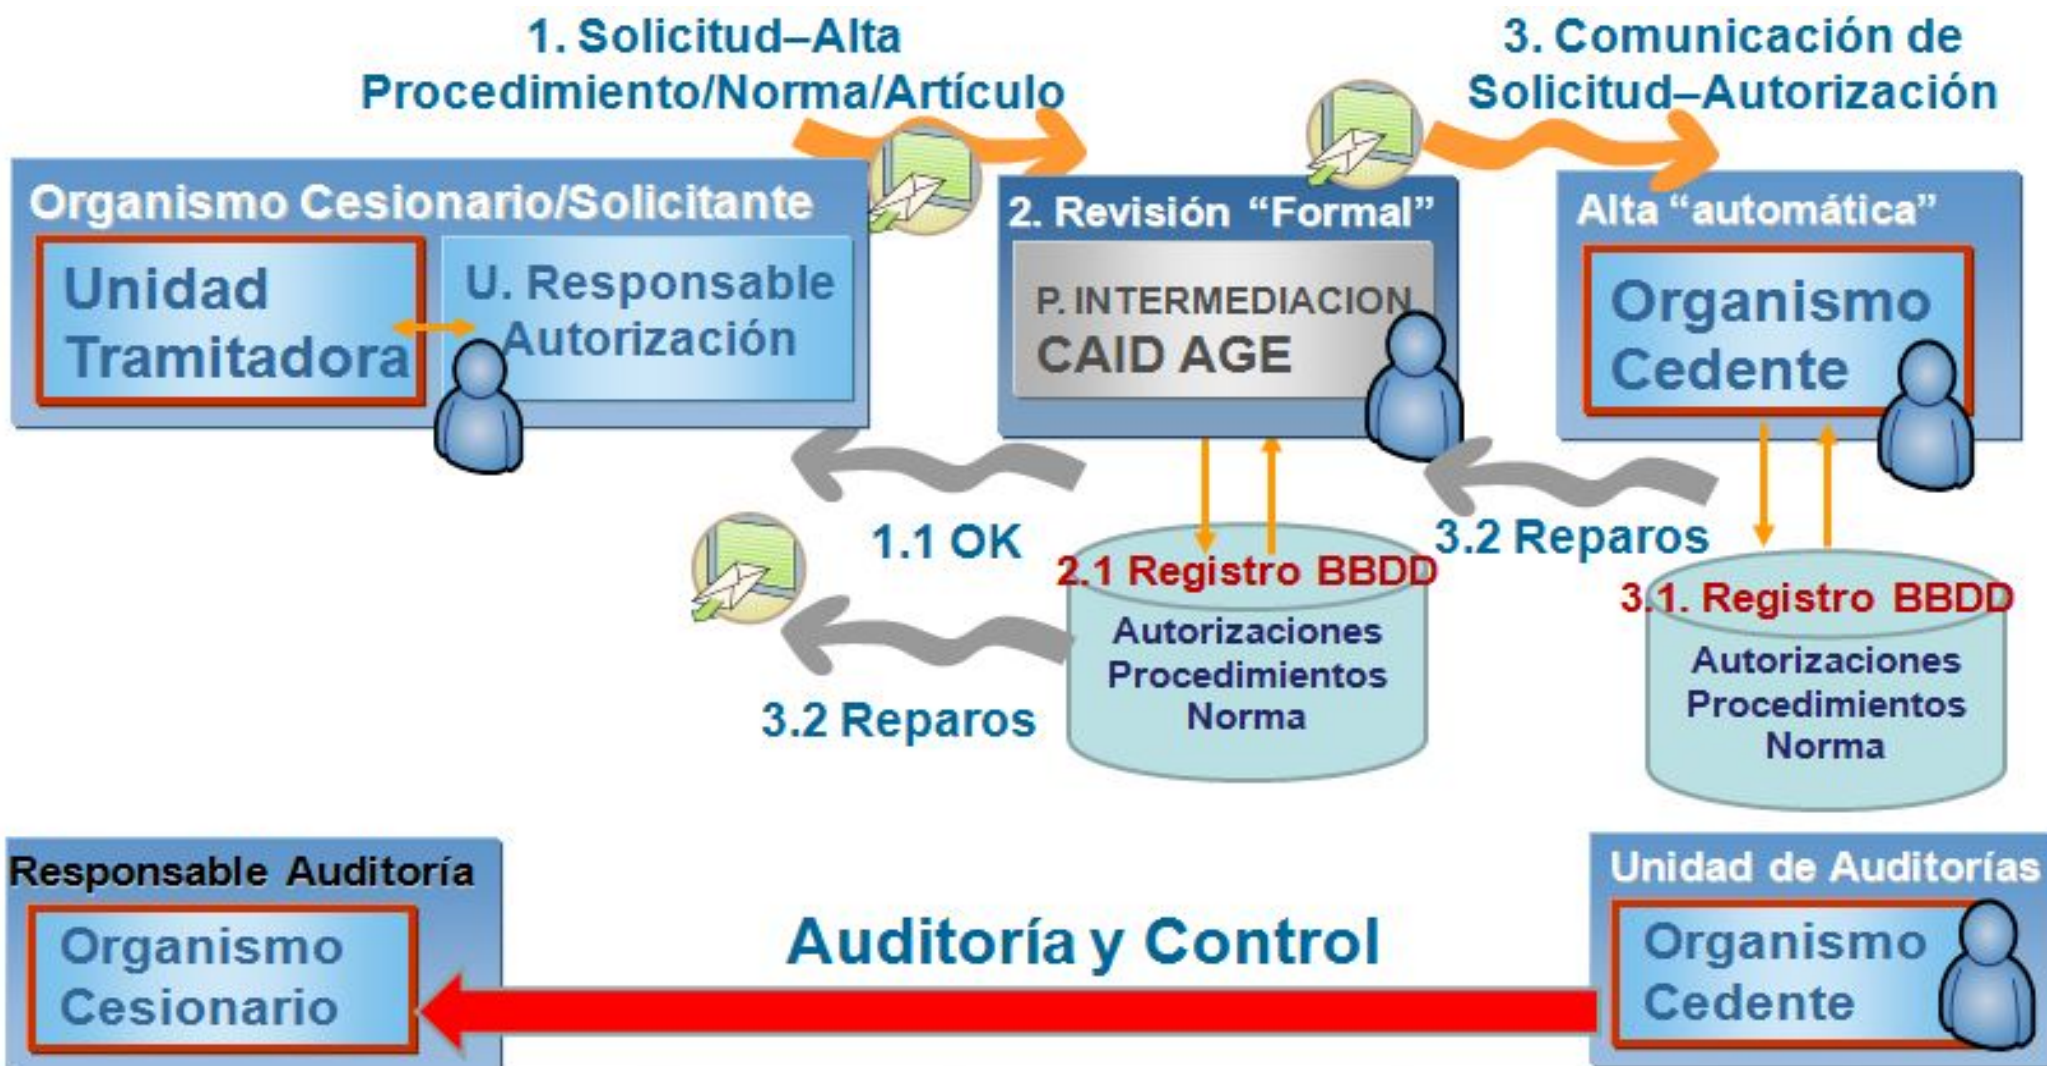 1. Solicitud–Alta
Procedimiento/Norma/Artículo
3. Comunicación de
Solicitud–Autorización
Organismo Cesionario/Solicitante
Unidad
Tramitadora
U. Responsable
Autorización
2. Revisión “Formal”
P. INTERMEDIACION
CAID AGE
Alta “automática”
Organismo
Cedente
1.1 OK
3.2 Reparos
2.1 Registro BBDD
Autorizaciones
Procedimientos
Norma
3.2 Reparos
3.1. Registro BBDD
Autorizaciones
Procedimientos
Norma
Responsable Auditoría
Organismo
Cesionario
Auditoría y Control
Unidad de Auditorías
Organismo
Cedente